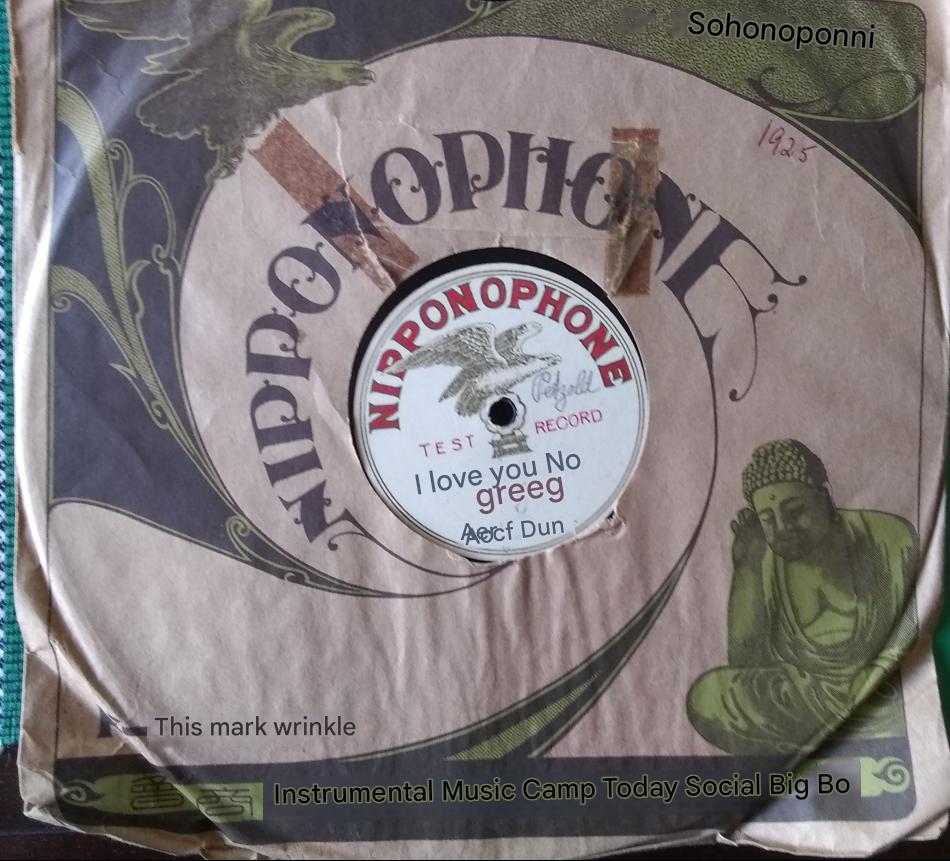 Sohonoponni
1925
NIPPONOPHONE
NIPPONOPHONE
Petzold
TEST RECORD
I love you No
greeg
Dun
This mark wrinkle
Instrumental Music Camp Today Social Big Bo